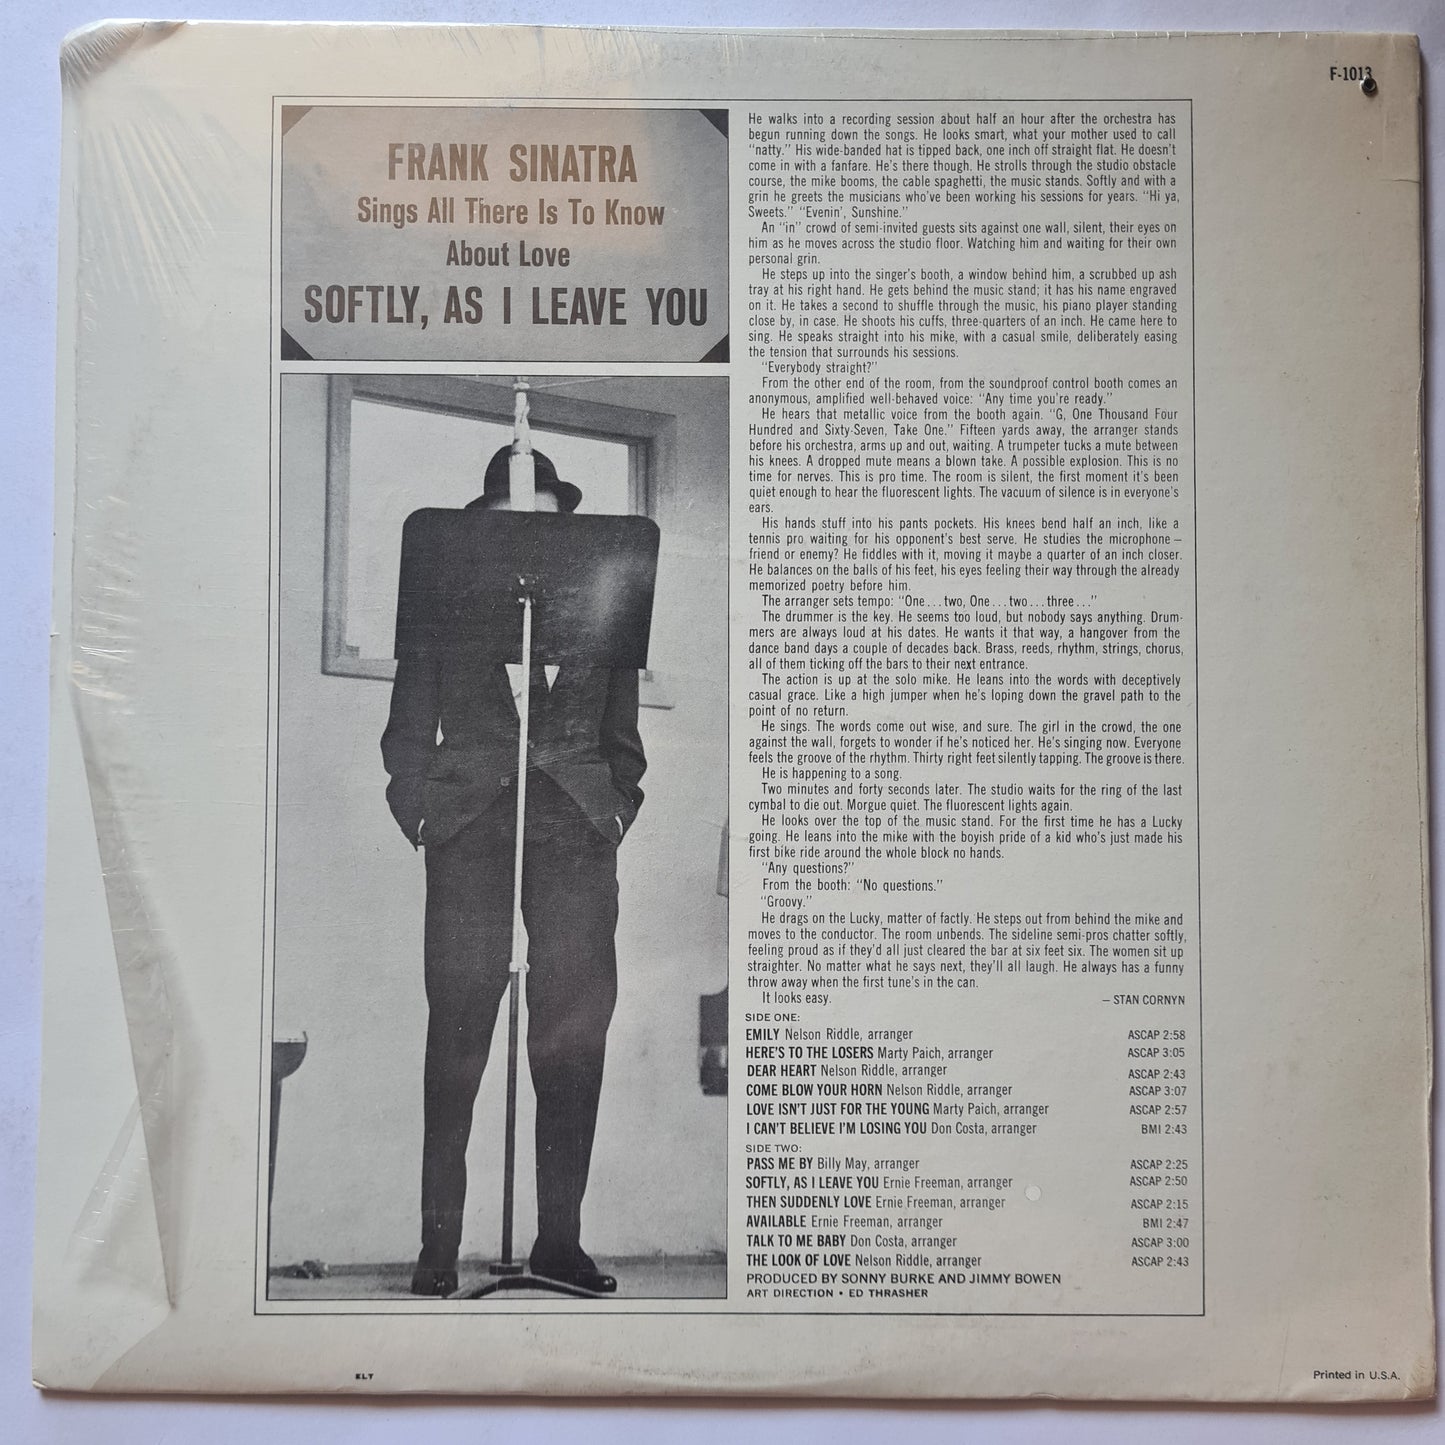 F-1013
FRANK SINATRA
Sings All There Is To Know
About Love
SOFTLY, AS I LEAVE YOU
He walks into a recording session about half an hour after the orchestra has
begun running down the songs. He looks smart, what your mother used to call
“natty.” His wide-banded hat is tipped back, one inch off straight flat. He doesn't
come in with a fanfare. He's there though. He strolls through the studio obstacle
course, the mike booms, the cable spaghetti, the music stands. Softly and with a
grin he greets the musicians who've been working his sessions for years. “Hi ya,
Sweets.” “Evenin', Sunshine.”
An “in” crowd of semi-invited guests sits against one wall, silent, their eyes on
him as he moves across the studio floor. Watching him and waiting for their own
personal grin.
He steps up into the singer's booth, a window behind him, a scrubbed up ash
tray at his right hand. He gets behind the music stand; it has his name engraved
on it. He takes a second to shuffle through the music, his piano player standing
close by, in case. He shoots his cuffs, three-quarters of an inch. He came here to
sing. He speaks straight into his mike, with a casual smile, deliberately easing
the tension that surrounds his sessions.
“Everybody straight?”
From the other end of the room, from the soundproof control booth comes an
anonymous, amplified well-behaved voice: “Any time you're ready.”
He hears that metallic voice from the booth again. “G, One Thousand Four
Hundred and Sixty-Seven, Take One.” Fifteen yards away, the arranger stands
before his orchestra, arms up and out, waiting. A trumpeter tucks a mute between
his knees. A dropped mute means a blown take. A possible explosion. This is no
time for nerves. This is pro time. The room is silent, the first moment it's been
quiet enough to hear the fluorescent lights. The vacuum of silence is in everyone's
ears.
His hands stuff into his pants pockets. His knees bend half an inch, like a
tennis pro waiting for his opponent's best serve. He studies the microphone –
friend or enemy? He fiddles with it, moving it maybe a quarter of an inch closer.
He balances on the balls of his feet, his eyes feeling their way through the already
memorized poetry before him.
The arranger sets tempo: “One...two, One...two...three...”
The drummer is the key. He seems too loud, but nobody says anything. Drum-
mers are always loud at his dates. He wants it that way, a hangover from the
dance band days a couple of decades back. Brass, reeds, rhythm, strings, chorus,
all of them ticking off the bars to their next entrance.
The action is up at the solo mike. He leans into the words with deceptively
casual grace. Like a high jumper when he's loping down the gravel path to the
point of no return.
He sings. The words come out wise, and sure. The girl in the crowd, the one
against the wall, forgets to wonder if he's noticed her. He's singing now. Everyone
feels the groove of the rhythm. Thirty right feet silently tapping. The groove is there.
He is happening to a song.
Two minutes and forty seconds later. The studio waits for the ring of the last
cymbal to die out. Morgue quiet. The fluorescent lights again.
He looks over the top of the music stand. For the first time he has a Lucky
going. He leans into the mike with the boyish pride of a kid who's just made his
first bike ride around the whole block no hands.
“Any questions?”
From the booth: “No questions.”
“Groovy.”
He drags on the Lucky, matter of factly. He steps out from behind the mike and
moves to the conductor. The room unbends. The sideline semi-pros chatter softly,
feeling proud as if they'd all just cleared the bar at six feet six. The women sit up
straighter. No matter what he says next, they'll all laugh. He always has a funny
throw away when the first tune's in the can.
It looks easy. – STAN CORNYN
SIDE ONE:
EMILY Nelson Riddle, arranger ASCAP 2:58
HERE'S TO THE LOSERS Marty Paich, arranger ASCAP 3:05
DEAR HEART Nelson Riddle, arranger ASCAP 2:43
COME BLOW YOUR HORN Nelson Riddle, arranger ASCAP 3:07
LOVE ISN'T JUST FOR THE YOUNG Marty Paich, arranger ASCAP 2:57
I CAN'T BELIEVE I'M LOSING YOU Don Costa, arranger BMI 2:43
SIDE TWO:
PASS ME BY Billy May, arranger ASCAP 2:25
SOFTLY, AS I LEAVE YOU Ernie Freeman, arranger ASCAP 2:50
THEN SUDDENLY LOVE Ernie Freeman, arranger ASCAP 2:15
AVAILABLE Ernie Freeman, arranger BMI 2:47
TALK TO ME BABY Don Costa, arranger ASCAP 3:00
THE LOOK OF LOVE Nelson Riddle, arranger ASCAP 2:43
PRODUCED BY SONNY BURKE AND JIMMY BOWEN
ART DIRECTION • ED THRASHER
ELT
Printed in U.S.A.